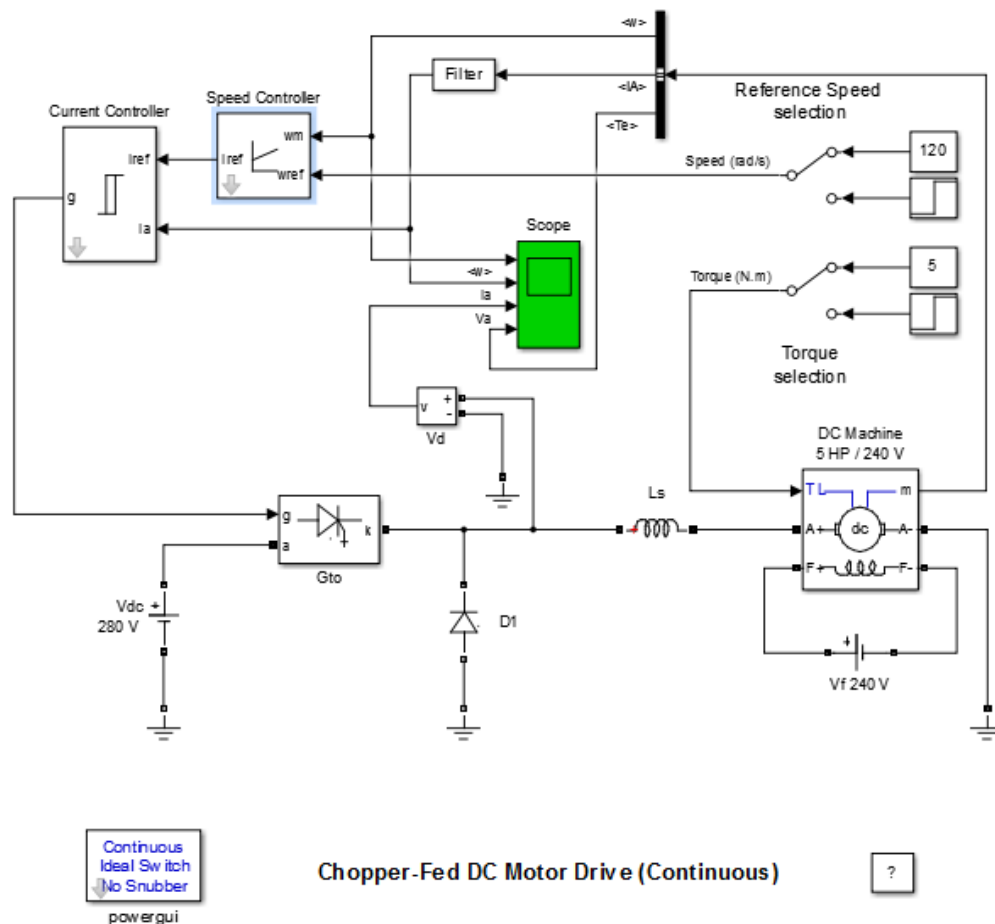 <w>
Filter
<IA>
<Te>
Speed Controller
wm
Iref
wref
Current Controller
Iref
g
Ia
Reference Speed
selection
Speed (rad/s)
120
Scope
<w>
Ia
Va
Torque (N.m)
5
Torque
selection
v
+
-
Vd
DC Machine
5 HP / 240 V
TL
m
A+
dc
A-
F+
F-
+
Vf 240 V
Ls
g
a
k
Gto
Vdc
+
280 V
D1
Continuous
Ideal Switch
No Snubber
powergui
Chopper-Fed DC Motor Drive (Continuous)
?